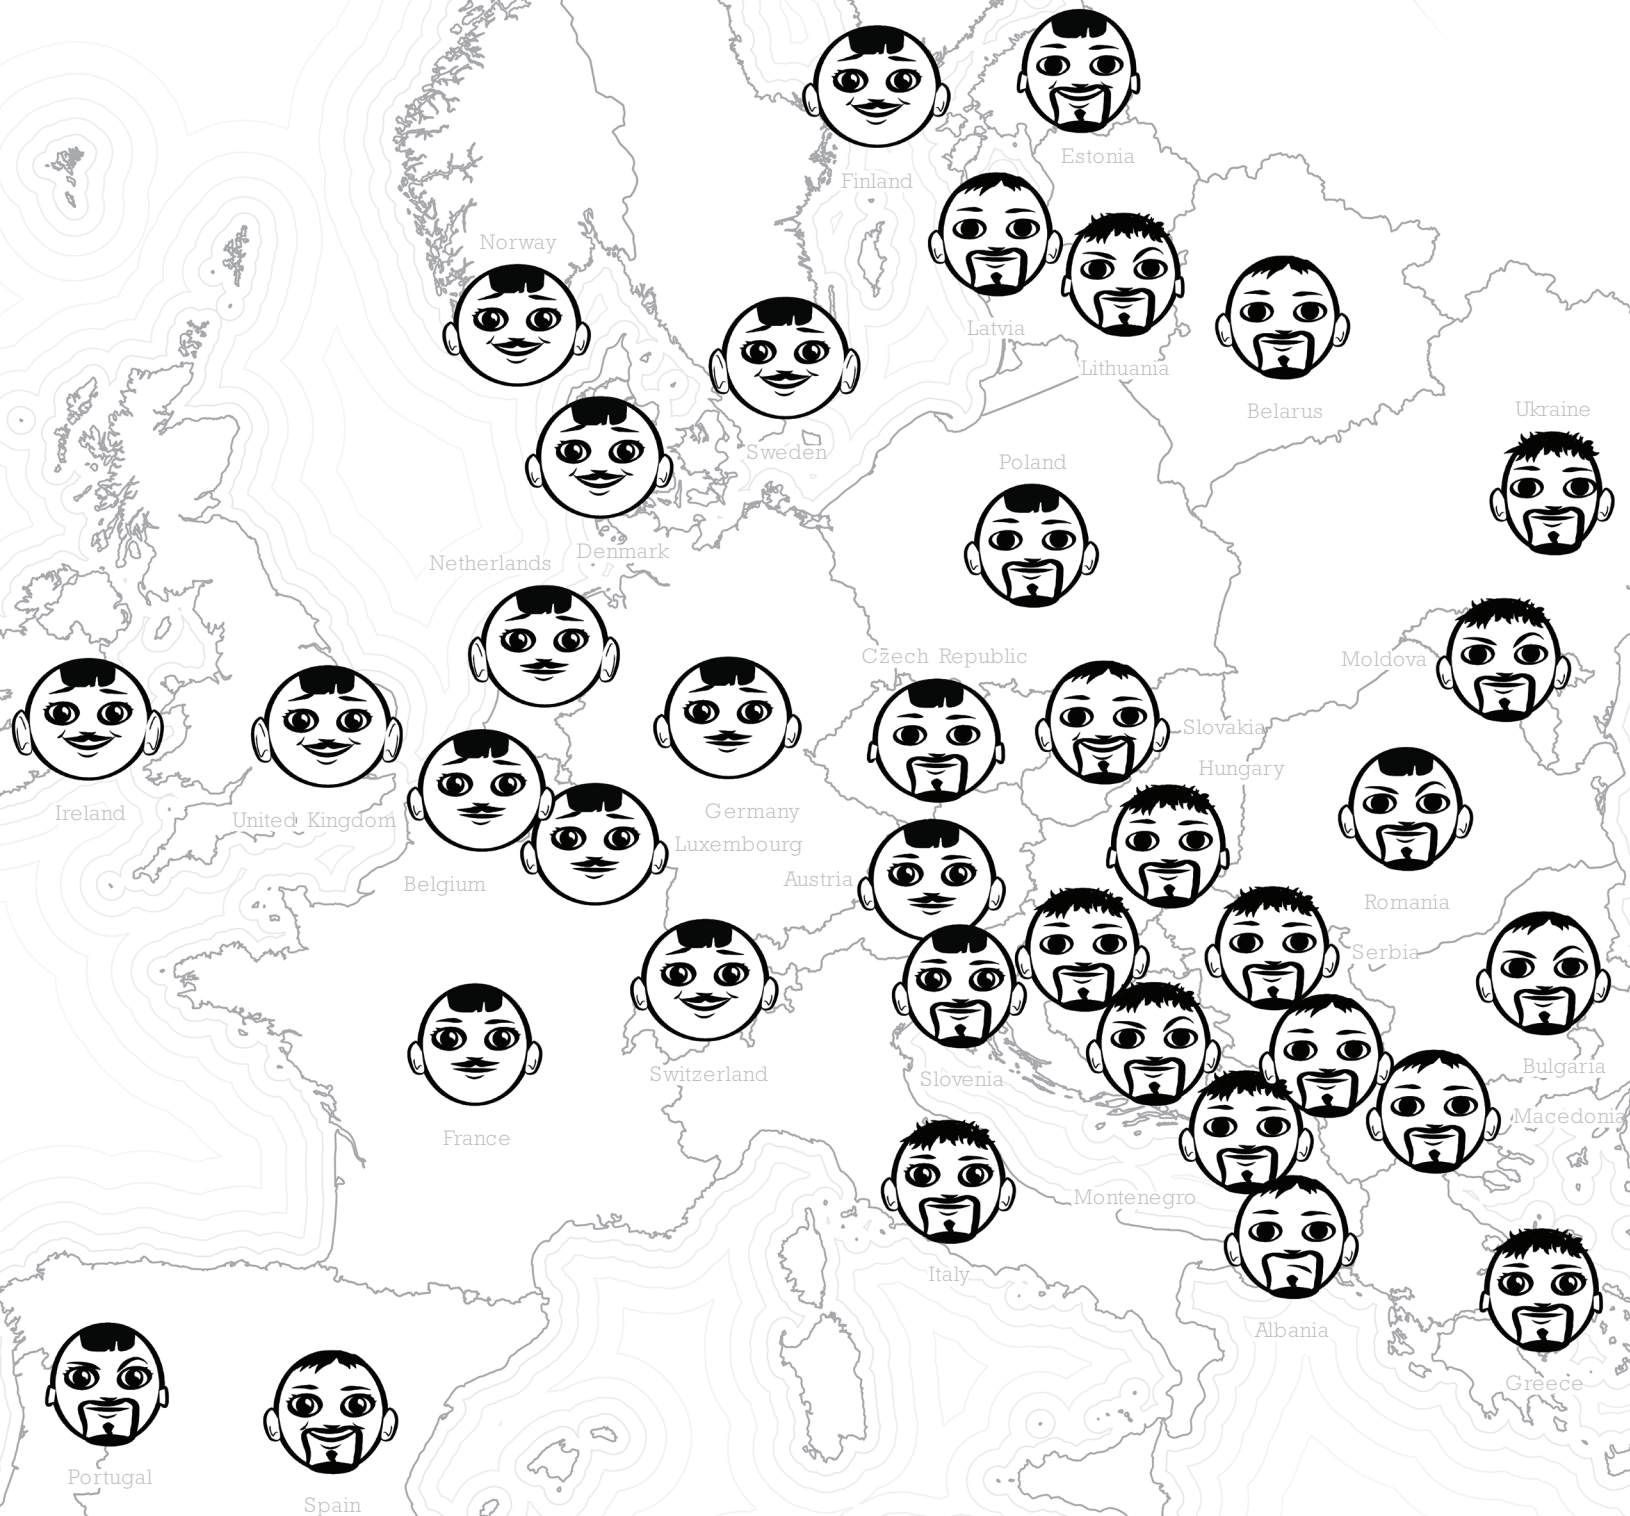 Estonia
Finland
Norway
Latvia
Lithuania
Belarus
Ukraine
Sweden
Poland
Denmark
Netherlands
Czech Republic
Moldova
Slovakia
Hungary
Ireland
United Kingdom
Germany
Luxembourg
Austria
Belgium
Romania
Serbia
Switzerland
Slovenia
Bulgaria
Macedonia
France
Montenegro
Italy
Albania
Greece
Portugal
Spain